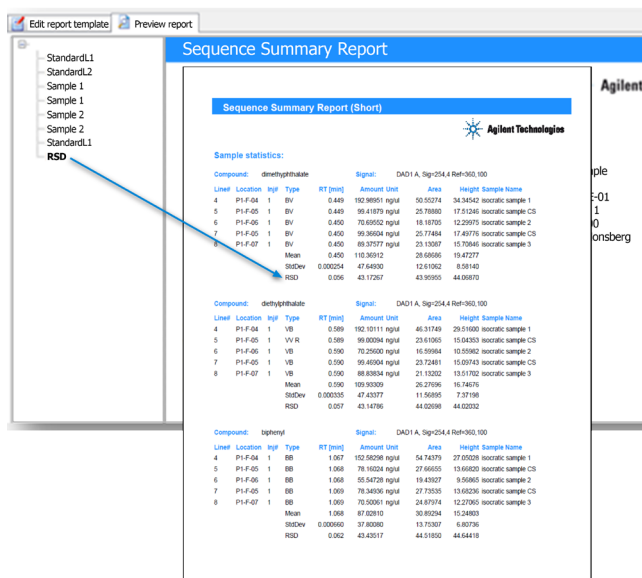 Edit report template Preview report
StandardL1
StandardL2
Sample 1
Sample 1
Sample 2
Sample 2
StandardL1
RSD
Sequence Summary Report
Agilent
ple
E-01
1
00
onsberg
Sequence Summary Report (Short)
Agilent Technologies
Sample statistics:
Compound: dimethyphthalate Signal: DAD1 A, Sig=254,4 Ref=360,100
Line# Location Inj# Type RT [min] Amount Unit Area Height Sample Name
4 P1-F-04 1 BV 0.449 192.98951 ng/ul 50.55274 34.34542 isocratic sample 1
5 P1-F-05 1 BV 0.449 99.41879 ng/ul 25.78880 17.51246 isocratic sample CS
6 P1-F-06 1 BV 0.450 70.69552 ng/ul 18.18705 12.29975 isocratic sample 2
7 P1-F-05 1 BV 0.450 99.36604 ng/ul 25.77484 17.49776 isocratic sample CS
8 P1-F-07 1 BV 0.450 89.37577 ng/ul 23.13087 15.70846 isocratic sample 3
Mean 0.450 110.36912 28.68686 19.47277
StdDev 0.000254 47.64930 12.61062 8.58140
RSD 0.056 43.17267 43.95955 44.06870
Compound: diethylphthalate Signal: DAD1 A, Sig=254,4 Ref=360,100
Line# Location Inj# Type RT [min] Amount Unit Area Height Sample Name
4 P1-F-04 1 VB 0.589 192.10111 ng/ul 46.31749 29.51600 isocratic sample 1
5 P1-F-05 1 VV R 0.589 99.00094 ng/ul 23.61065 15.04353 isocratic sample CS
6 P1-F-06 1 VB 0.590 70.25600 ng/ul 16.59984 10.55982 isocratic sample 2
7 P1-F-05 1 VB 0.590 99.46904 ng/ul 23.72481 15.09743 isocratic sample CS
8 P1-F-07 1 VB 0.590 88.83834 ng/ul 21.13202 13.51702 isocratic sample 3
Mean 0.590 109.93309 26.27696 16.74676
StdDev 0.000335 47.43377 11.56895 7.37198
RSD 0.057 43.14786 44.02698 44.02032
Compound: biphenyl Signal: DAD1 A, Sig=254,4 Ref=360,100
Line# Location Inj# Type RT [min] Amount Unit Area Height Sample Name
4 P1-F-04 1 BB 1.067 152.58298 ng/ul 54.74379 27.05028 isocratic sample 1
5 P1-F-05 1 BB 1.068 78.16024 ng/ul 27.66655 13.66820 isocratic sample CS
6 P1-F-06 1 BB 1.068 55.54728 ng/ul 19.43927 9.56865 isocratic sample 2
7 P1-F-05 1 BB 1.069 78.34936 ng/ul 27.73535 13.68236 isocratic sample CS
8 P1-F-07 1 BB 1.069 70.50061 ng/ul 24.87974 12.27065 isocratic sample 3
Mean 1.068 87.02810 30.89294 15.24803
StdDev 0.000660 37.80080 13.75307 6.80736
RSD 0.062 43.43517 44.51850 44.64418